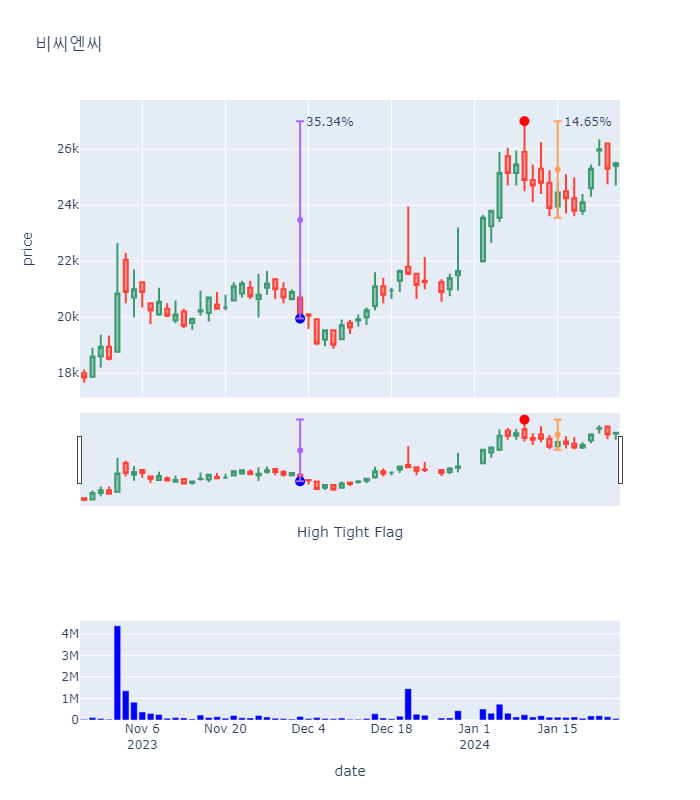 비씨엔씨
35.34%
14.65%
26k
24k
22k
20k
18k
price
High Tight Flag
4M
3M
2M
1M
0
Nov 6 Nov 20 Dec 4 Dec 18 Jan 1 Jan 15
2023 2024
date